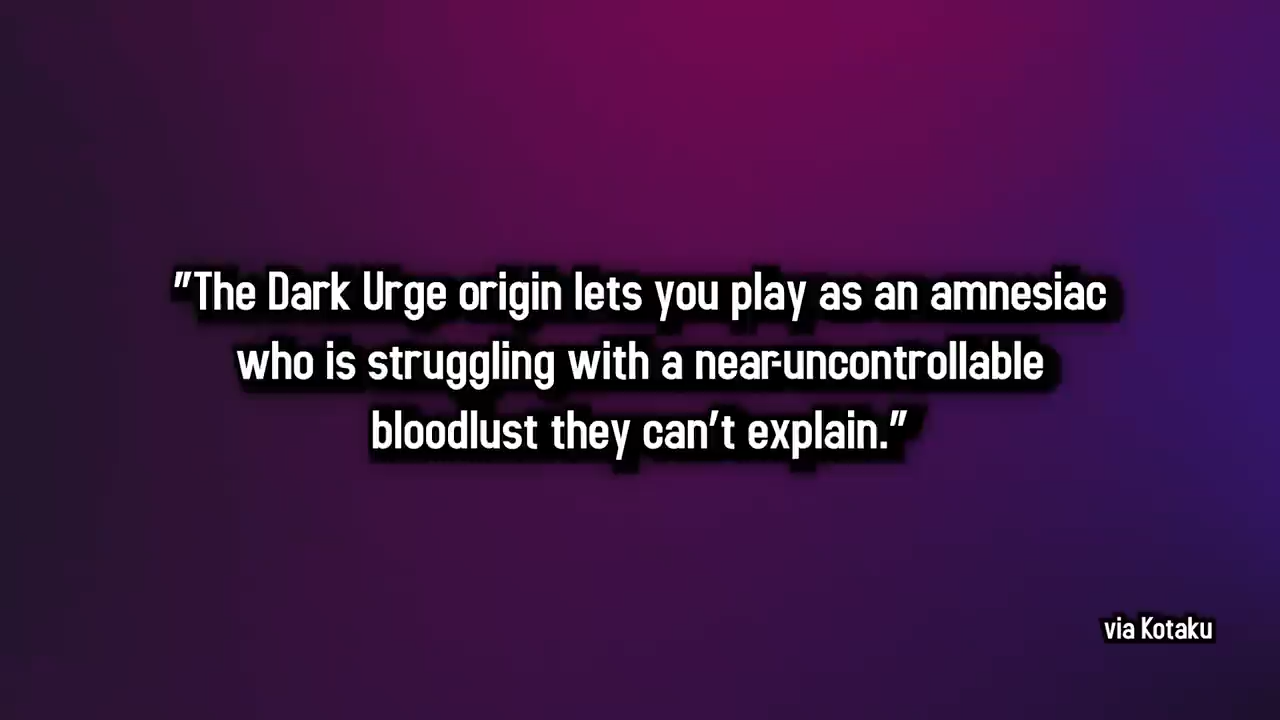 "The Dark Urge origin lets you play as an amnesiac
who is struggling with a near-uncontrollable
bloodlust they can't explain."
via Kotaku